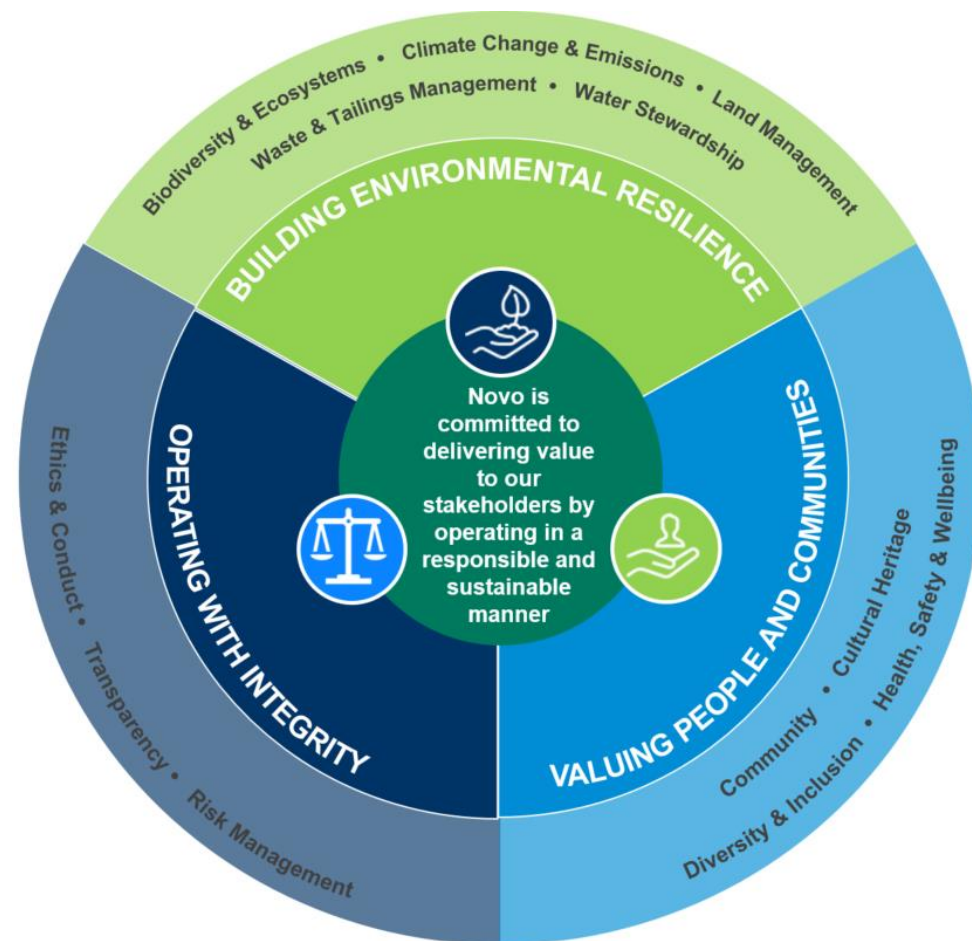 Biodiversity & Ecosystems • Climate Change & Emissions • Land Management
Waste & Tailings Management • Water Stewardship
BUILDING ENVIRONMENTAL RESILIENCE
Novo is
committed to
delivering value
to our
stakeholders by
operating in a
responsible and
sustainable
manner
OPERATING WITH INTEGRITY
Ethics & Conduct • Transparency • Risk Management
VALUING PEOPLE AND COMMUNITIES
Community • Cultural Heritage
Diversity & Inclusion • Health, Safety & Wellbeing